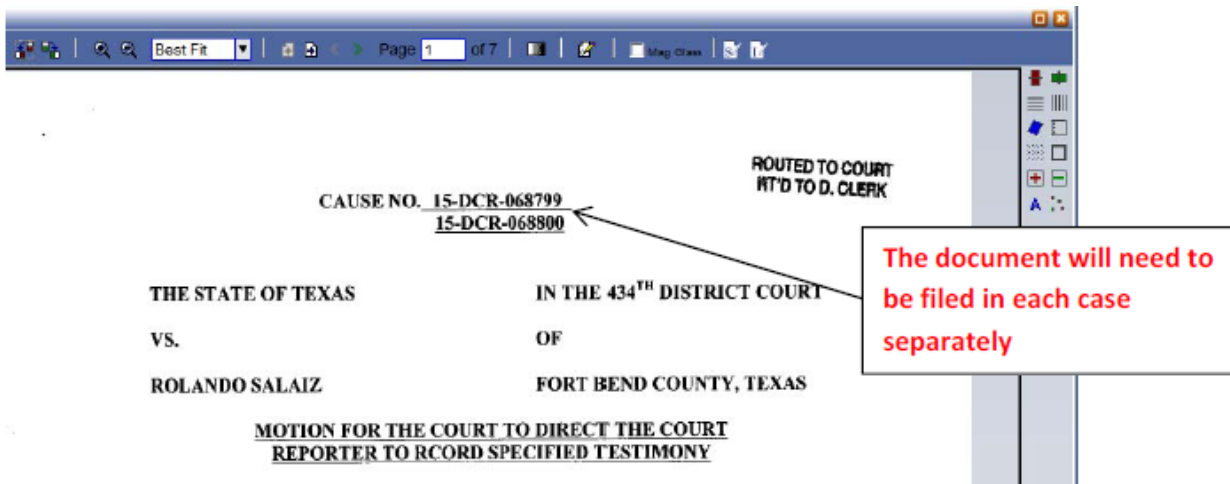 Best Fit Page 1 of 7 Mag Glass
ROUTED TO COURT
RT'D TO D. CLERK
CAUSE NO. 15-DCR-068799
15-DCR-068800
The document will need to
be filed in each case
separately
THE STATE OF TEXAS IN THE 434TH DISTRICT COURT
VS. OF
ROLANDO SALAIZ FORT BEND COUNTY, TEXAS
MOTION FOR THE COURT TO DIRECT THE COURT
REPORTER TO RCORD SPECIFIED TESTIMONY